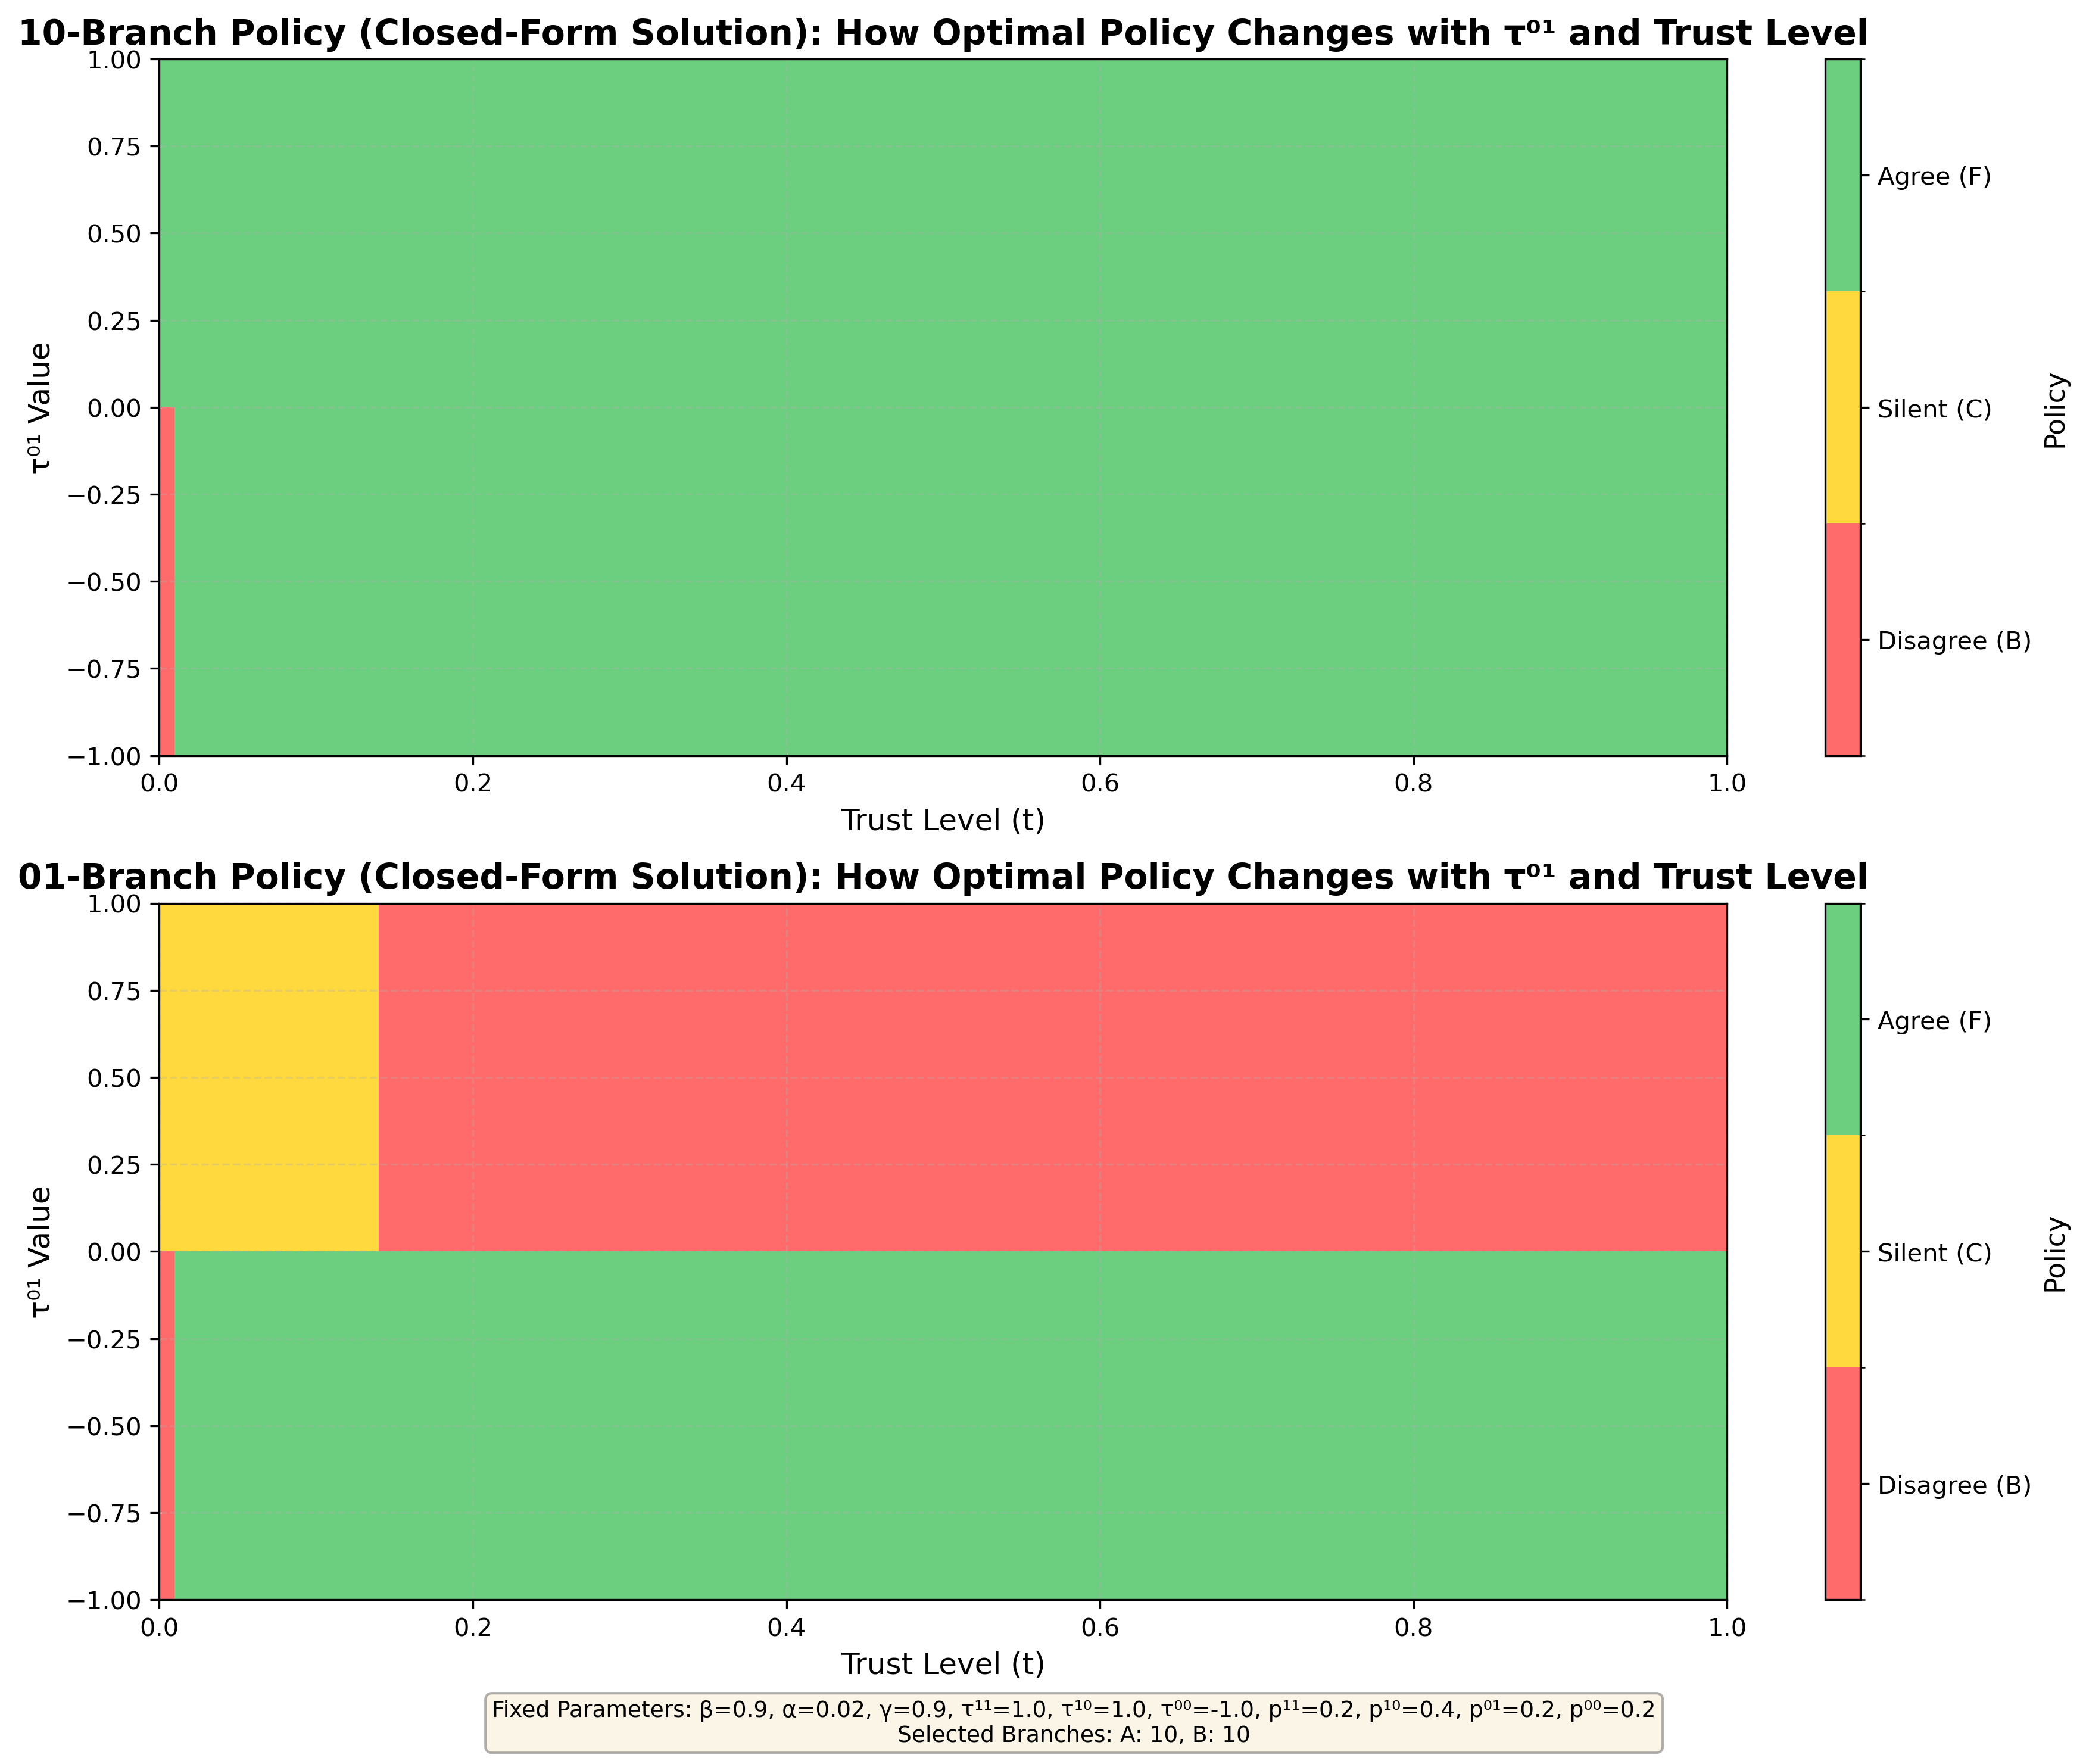 10-Branch Policy (Closed-Form Solution): How Optimal Policy Changes with τ⁰¹ and Trust Level
1.00
0.75
0.50
0.25
0.00
−0.25
−0.50
−0.75
−1.00
τ⁰¹ Value
0.0 0.2 0.4 0.6 0.8 1.0
Trust Level (t)
Agree (F)
Silent (C)
Disagree (B)
Policy
01-Branch Policy (Closed-Form Solution): How Optimal Policy Changes with τ⁰¹ and Trust Level
1.00
0.75
0.50
0.25
0.00
−0.25
−0.50
−0.75
−1.00
τ⁰¹ Value
0.0 0.2 0.4 0.6 0.8 1.0
Trust Level (t)
Agree (F)
Silent (C)
Disagree (B)
Policy
Fixed Parameters: β=0.9, α=0.02, γ=0.9, τ¹¹=1.0, τ¹⁰=1.0, τ⁰⁰=-1.0, p¹¹=0.2, p¹⁰=0.4, p⁰¹=0.2, p⁰⁰=0.2
Selected Branches: A: 10, B: 10